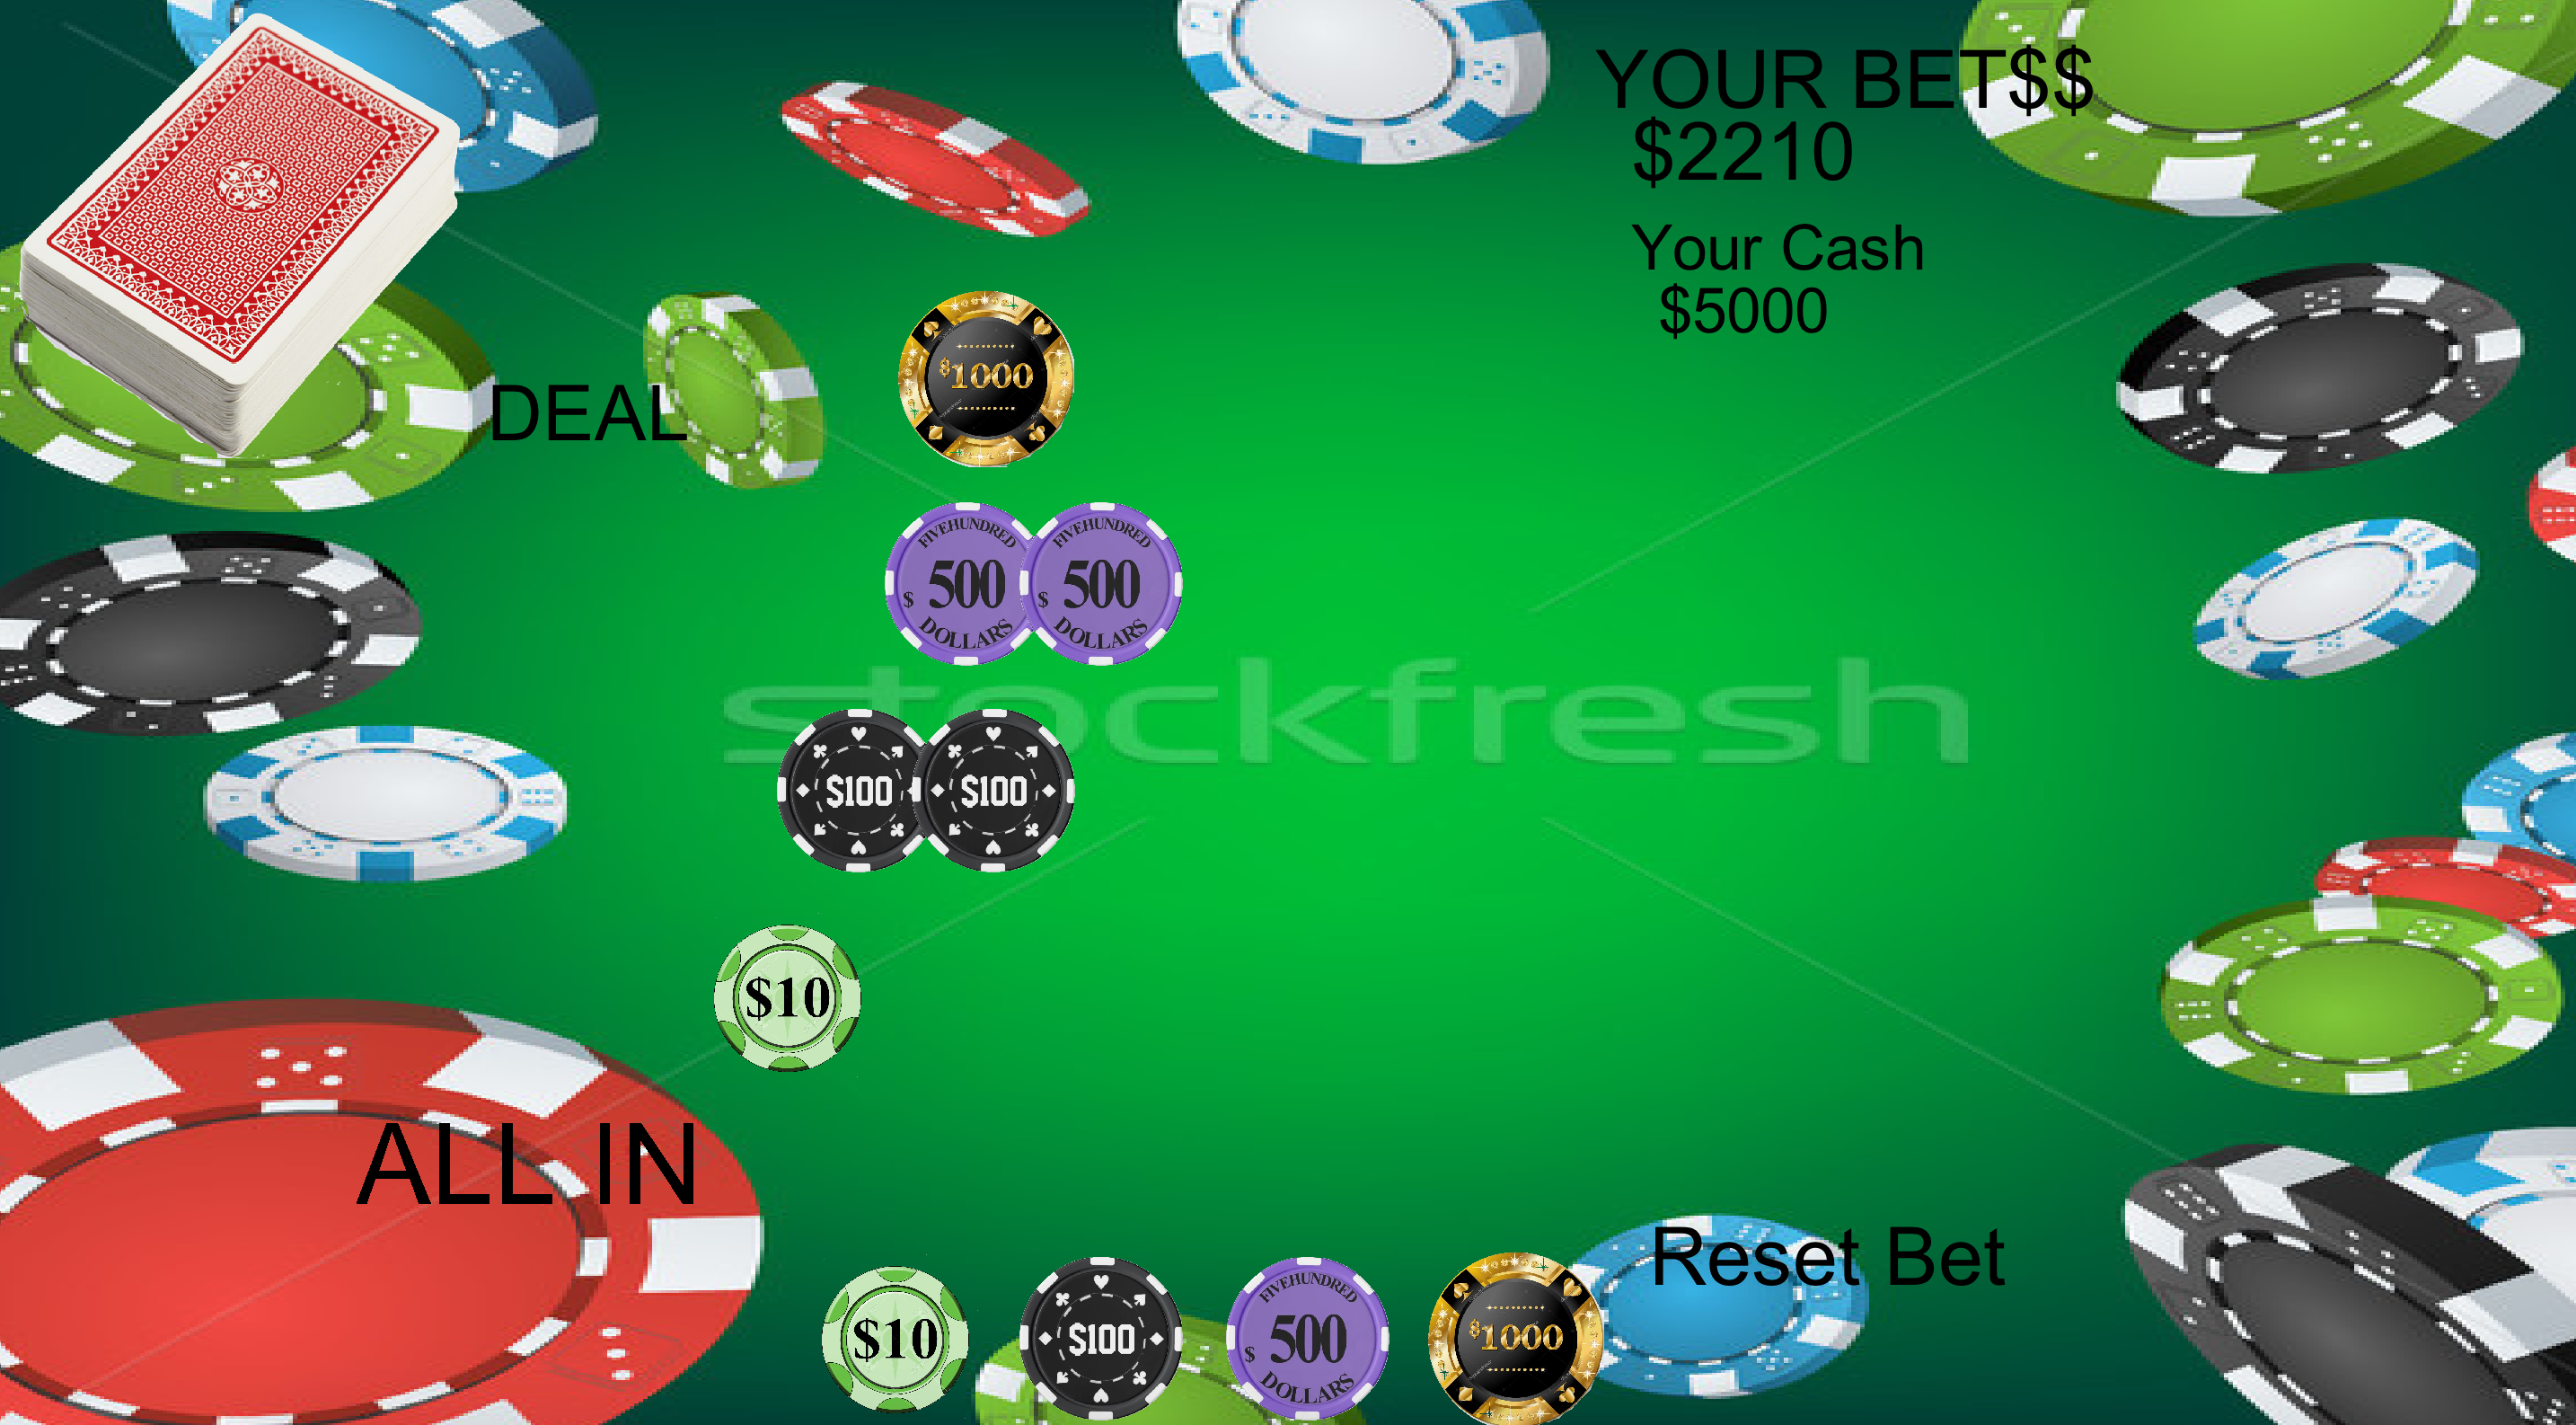 YOUR BET$$
$2210
Your Cash
$5000
DEAL
$1000
FIVEHUNDRED
$ 500
DOLLARS
FIVEHUNDRED
$ 500
DOLLARS
stockfresh
$100
$100
$10
ALL IN
Reset Bet
$10
$100
FIVEHUNDRED
$ 500
DOLLARS
$1000